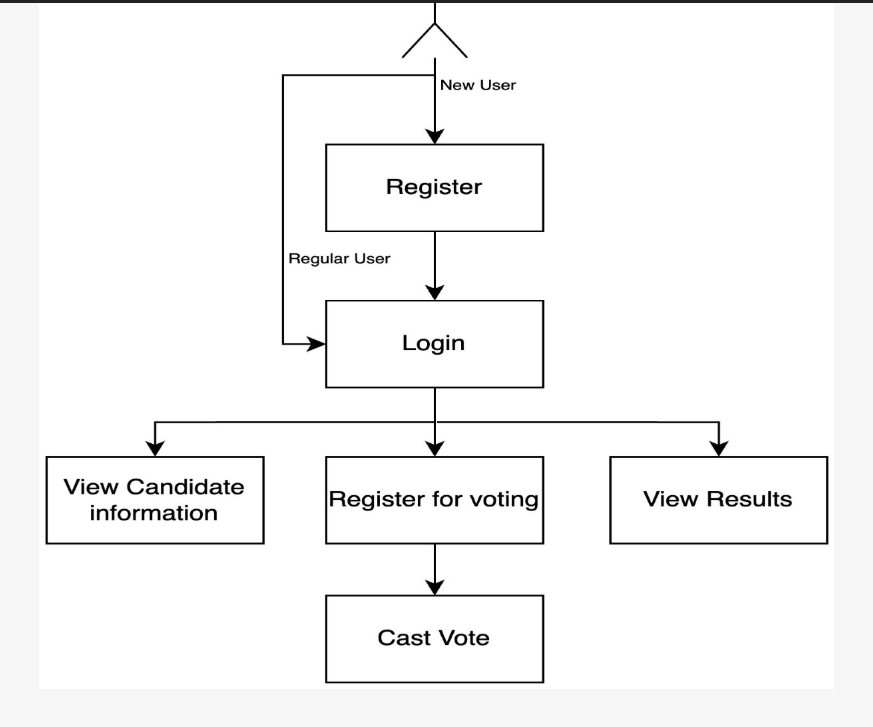 New User
Register
Regular User
Login
View Candidate
information
Register for voting
View Results
Cast Vote